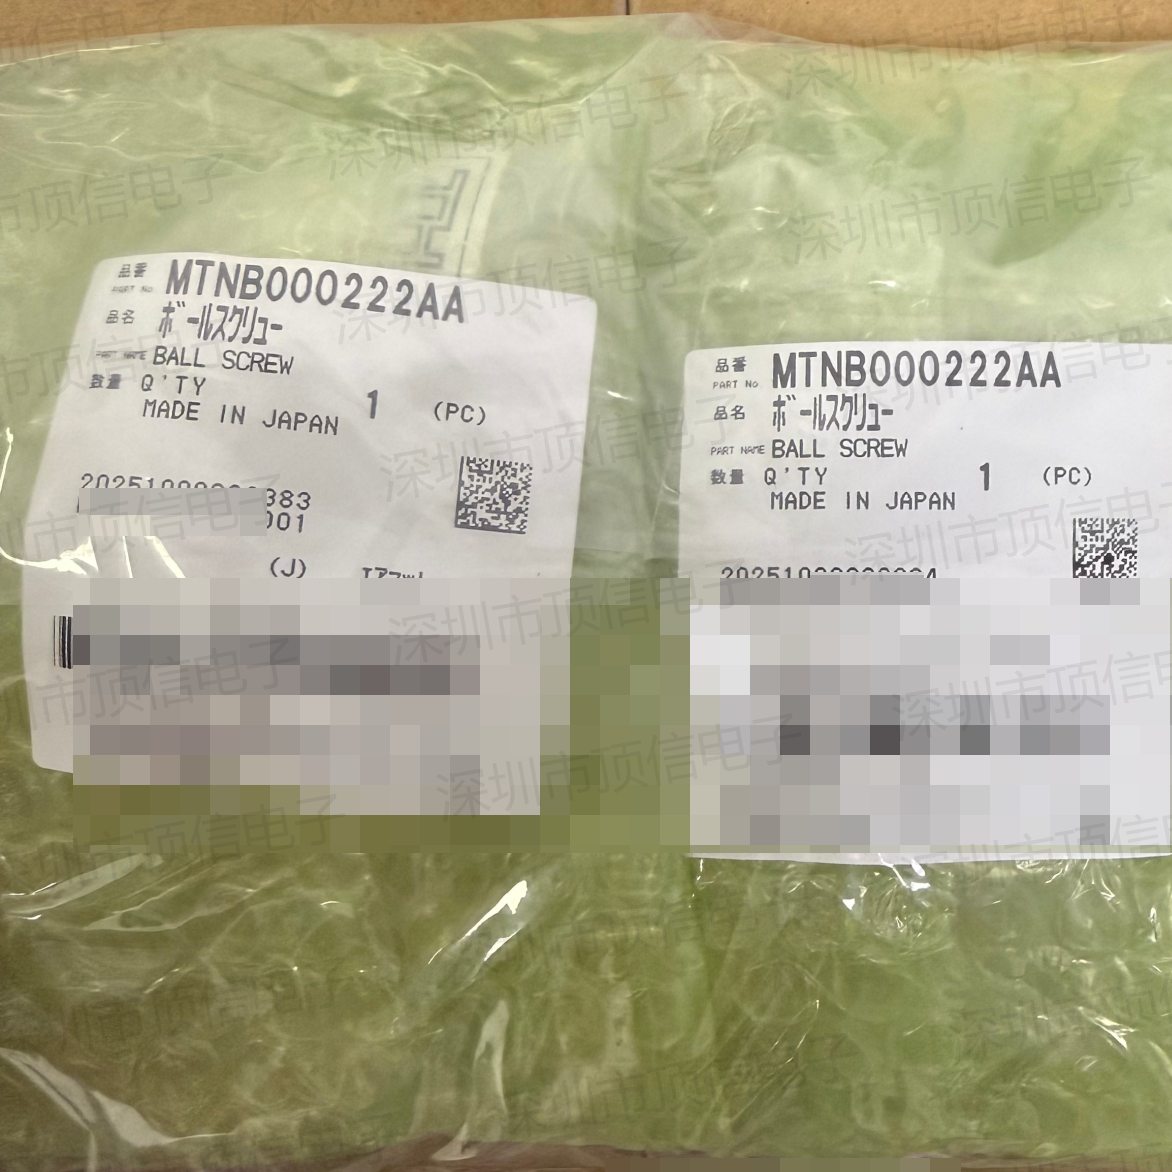 品番 PART No MTNB000222AA
品名 ボールスクリュー
PART NAME BALL SCREW
数量 Q'TY 1 (PC)
MADE IN JAPAN
383
001
(J)
品番 PART No MTNB000222AA
品名 ボールスクリュー
PART NAME BALL SCREW
数量 Q'TY 1 (PC)
MADE IN JAPAN
深圳市顶信电子